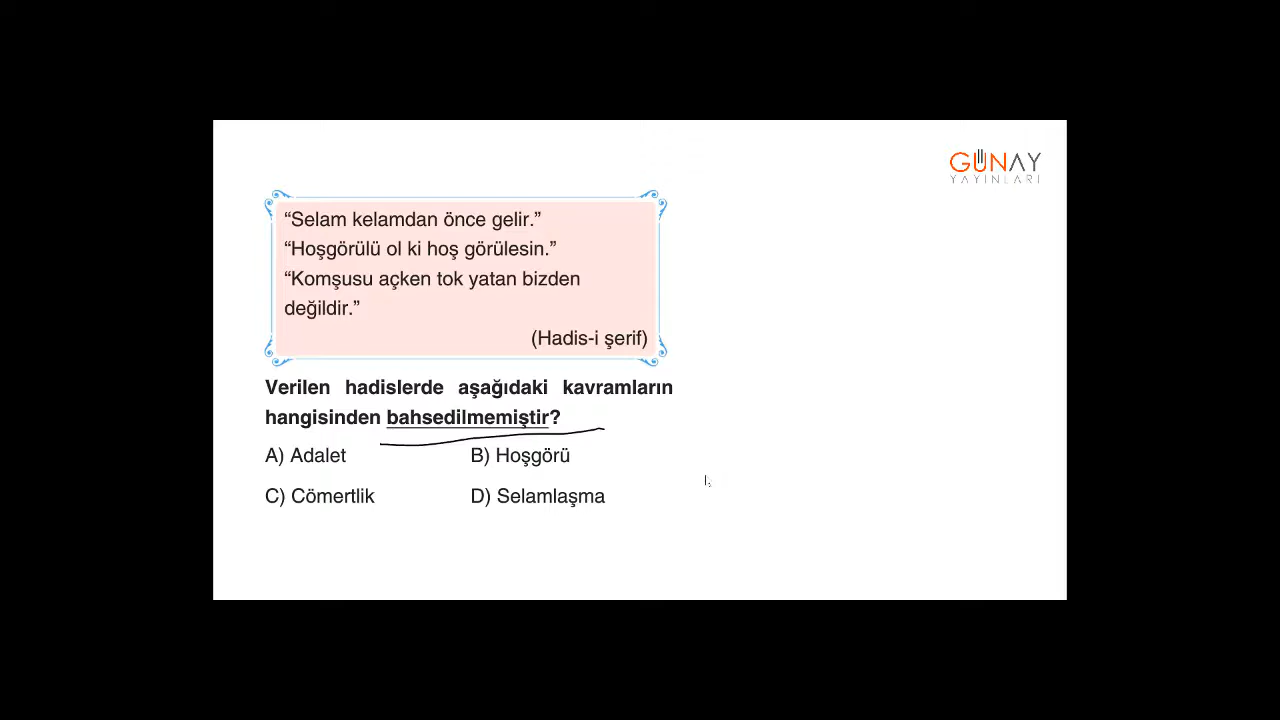 GÜNAY
YAYINLARI
“Selam kelamdan önce gelir.”
“Hoşgörülü ol ki hoş görülesin.”
“Komşusu açken tok yatan bizden
değildir.”
(Hadis-i şerif)
Verilen hadislerde aşağıdaki kavramların
hangisinden bahsedilmemiştir?
A) Adalet B) Hoşgörü
C) Cömertlik D) Selamlaşma